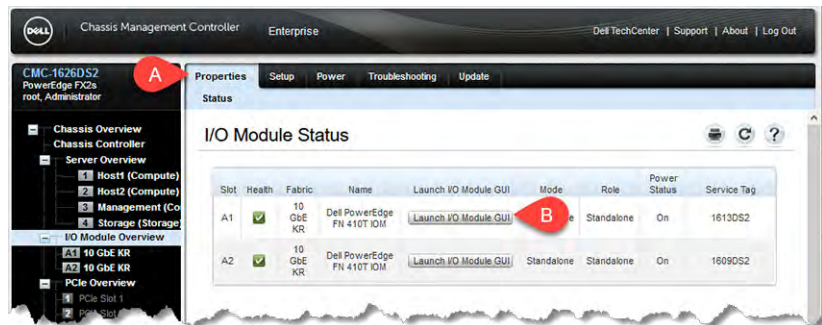 DELL Chassis Management Controller Enterprise Dell TechCenter | Support | About | Log Out
CMC-1626DS2
PowerEdge FX2s
root, Administrator
A
Properties Setup Power Troubleshooting Update
Status
Chassis Overview
Chassis Controller
Server Overview
1 Host1 (Compute)
2 Host2 (Compute)
3 Management (Co
4 Storage (Storage)
I/O Module Overview
A1 10 GbE KR
A2 10 GbE KR
PCIe Overview
1 PCIe Slot 1
2 PCIe Slot
I/O Module Status
?
Slot Health Fabric Name Launch I/O Module GUI Mode Role Power Status Service Tag
A1 10 GbE KR Dell PowerEdge FN 410T IOM Launch I/O Module GUI B e Standalone On 1613DS2
A2 10 GbE KR Dell PowerEdge FN 410T IOM Launch I/O Module GUI Standalone Standalone On 1609DS2